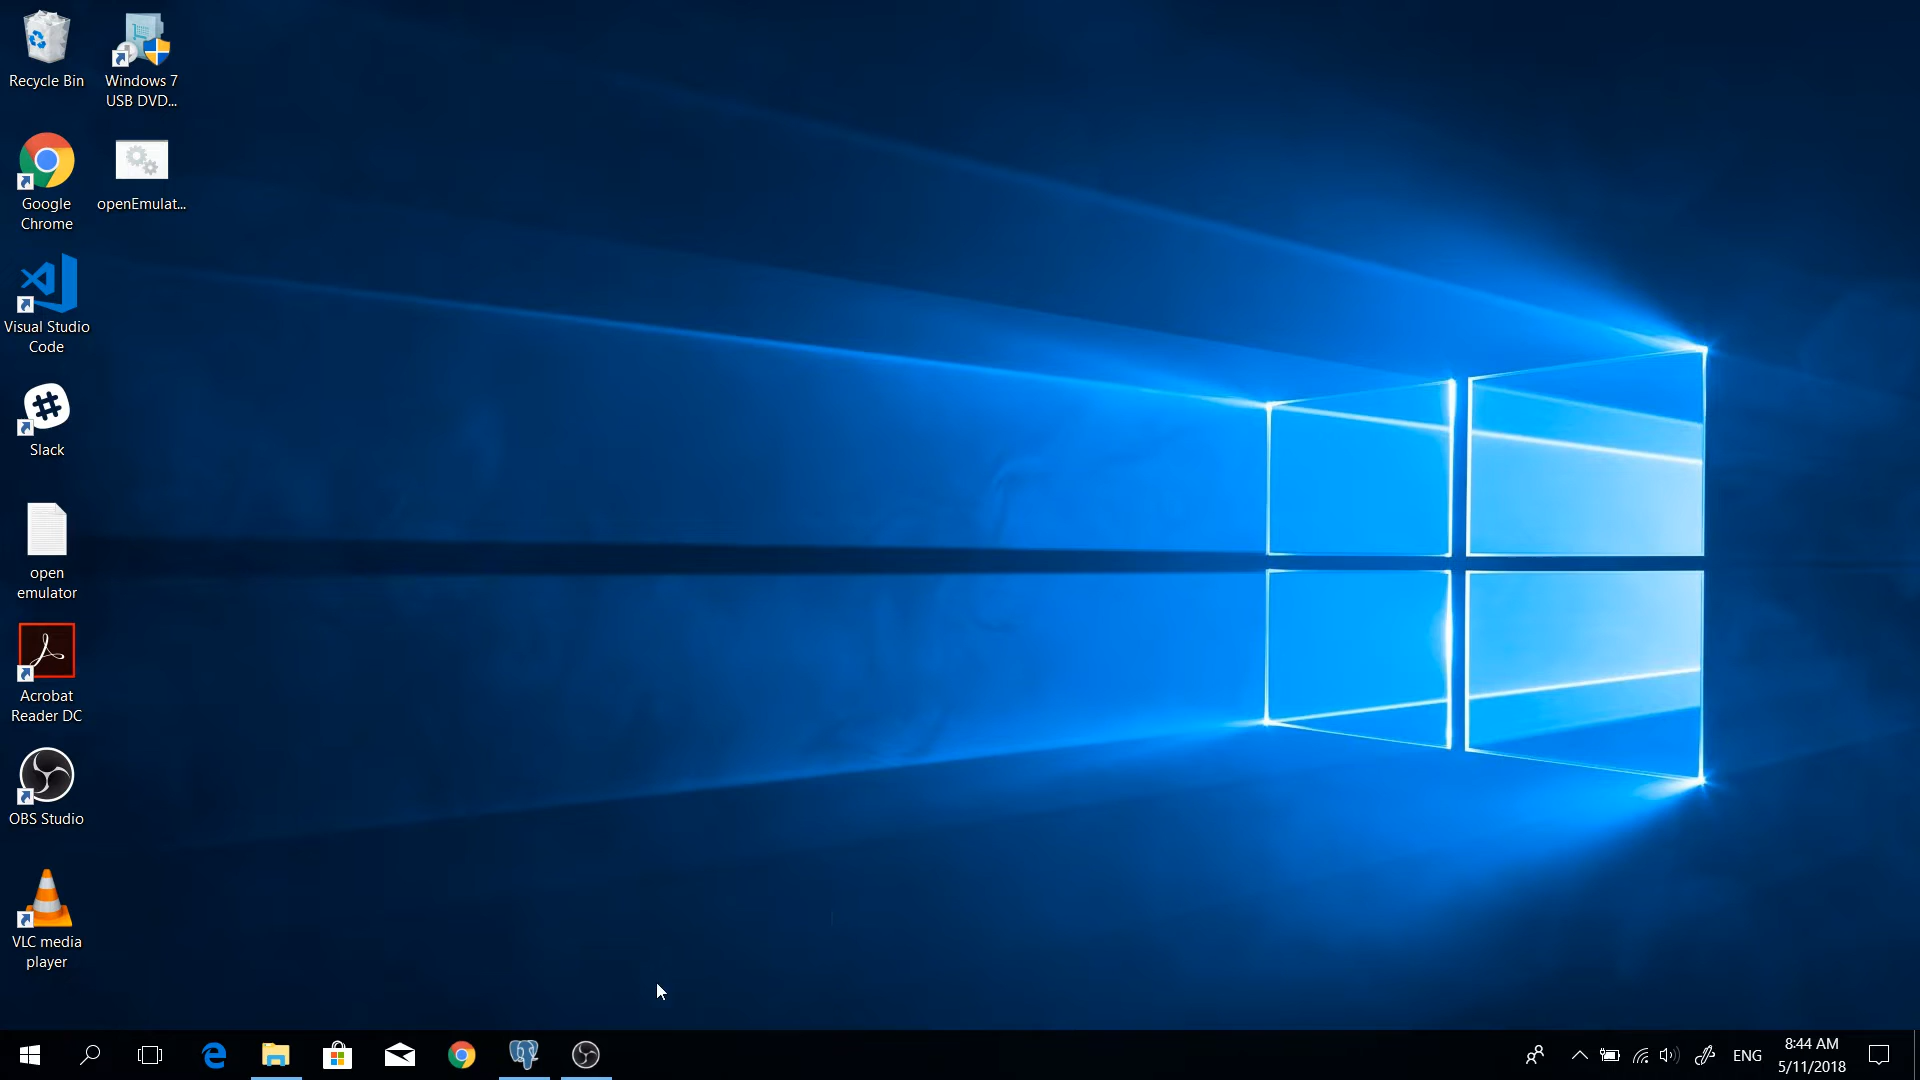 Recycle Bin
Windows 7
USB DVD...
Google
Chrome
openEmulat...
Visual Studio
Code
Slack
open
emulator
Acrobat
Reader DC
OBS Studio
VLC media
player
ENG
8:44 AM
5/11/2018